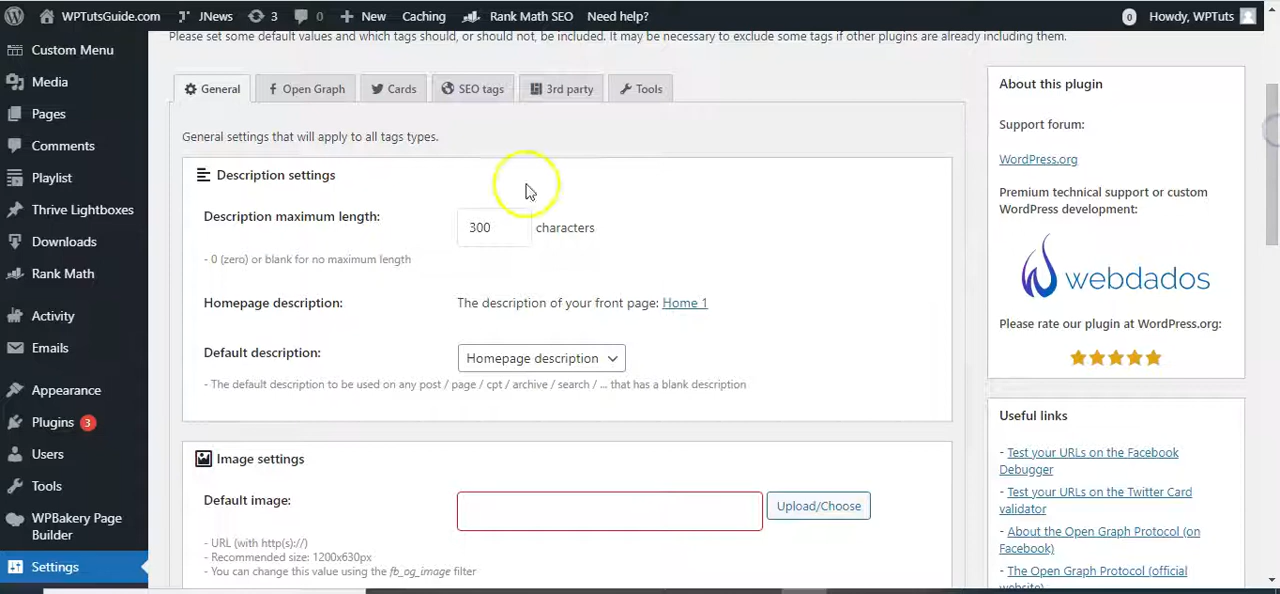 WPTutsGuide.com
JNews
3
0
New
Caching
Rank Math SEO
Need help?
0
Howdy, WPTuts
Custom Menu
Media
Pages
Comments
Playlist
Thrive Lightboxes
Downloads
Rank Math
Activity
Emails
Appearance
Plugins 3
Users
Tools
WPBakery Page
Builder
Settings
Please set some default values and which tags should, or should not, be included. It may be necessary to exclude some tags if other plugins are already including them.
General
Open Graph
Cards
SEO tags
3rd party
Tools
General settings that will apply to all tags types.
Description settings
Description maximum length:
300 characters
- 0 (zero) or blank for no maximum length
Homepage description:
The description of your front page: Home 1
Default description:
Homepage description
- The default description to be used on any post / page / cpt / archive / search / ... that has a blank description
Image settings
Default image:
Upload/Choose
- URL (with http(s)://)
- Recommended size: 1200x630px
- You can change this value using the fb_og_image filter
About this plugin
Support forum:
WordPress.org
Premium technical support or custom
WordPress development:
webdados
Please rate our plugin at WordPress.org:
Useful links
- Test your URLs on the Facebook
Debugger
- Test your URLs on the Twitter Card
validator
- About the Open Graph Protocol (on
Facebook)
- The Open Graph Protocol (official
website)